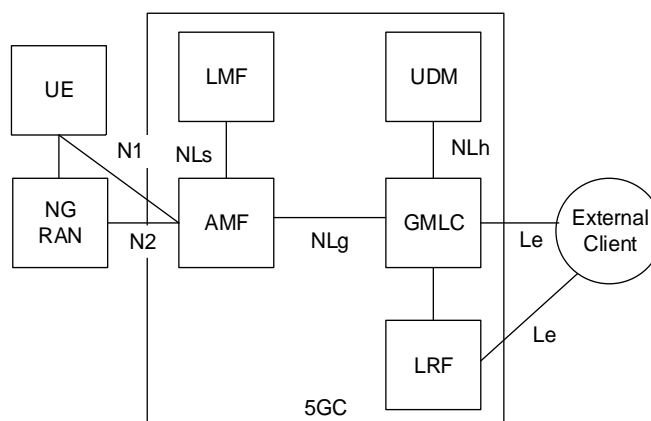 UE
LMF
UDM
N1
NLs
NLh
NG
RAN
AMF
GMLC
External
Client
N2
NLg
Le
Le
LRF
5GC